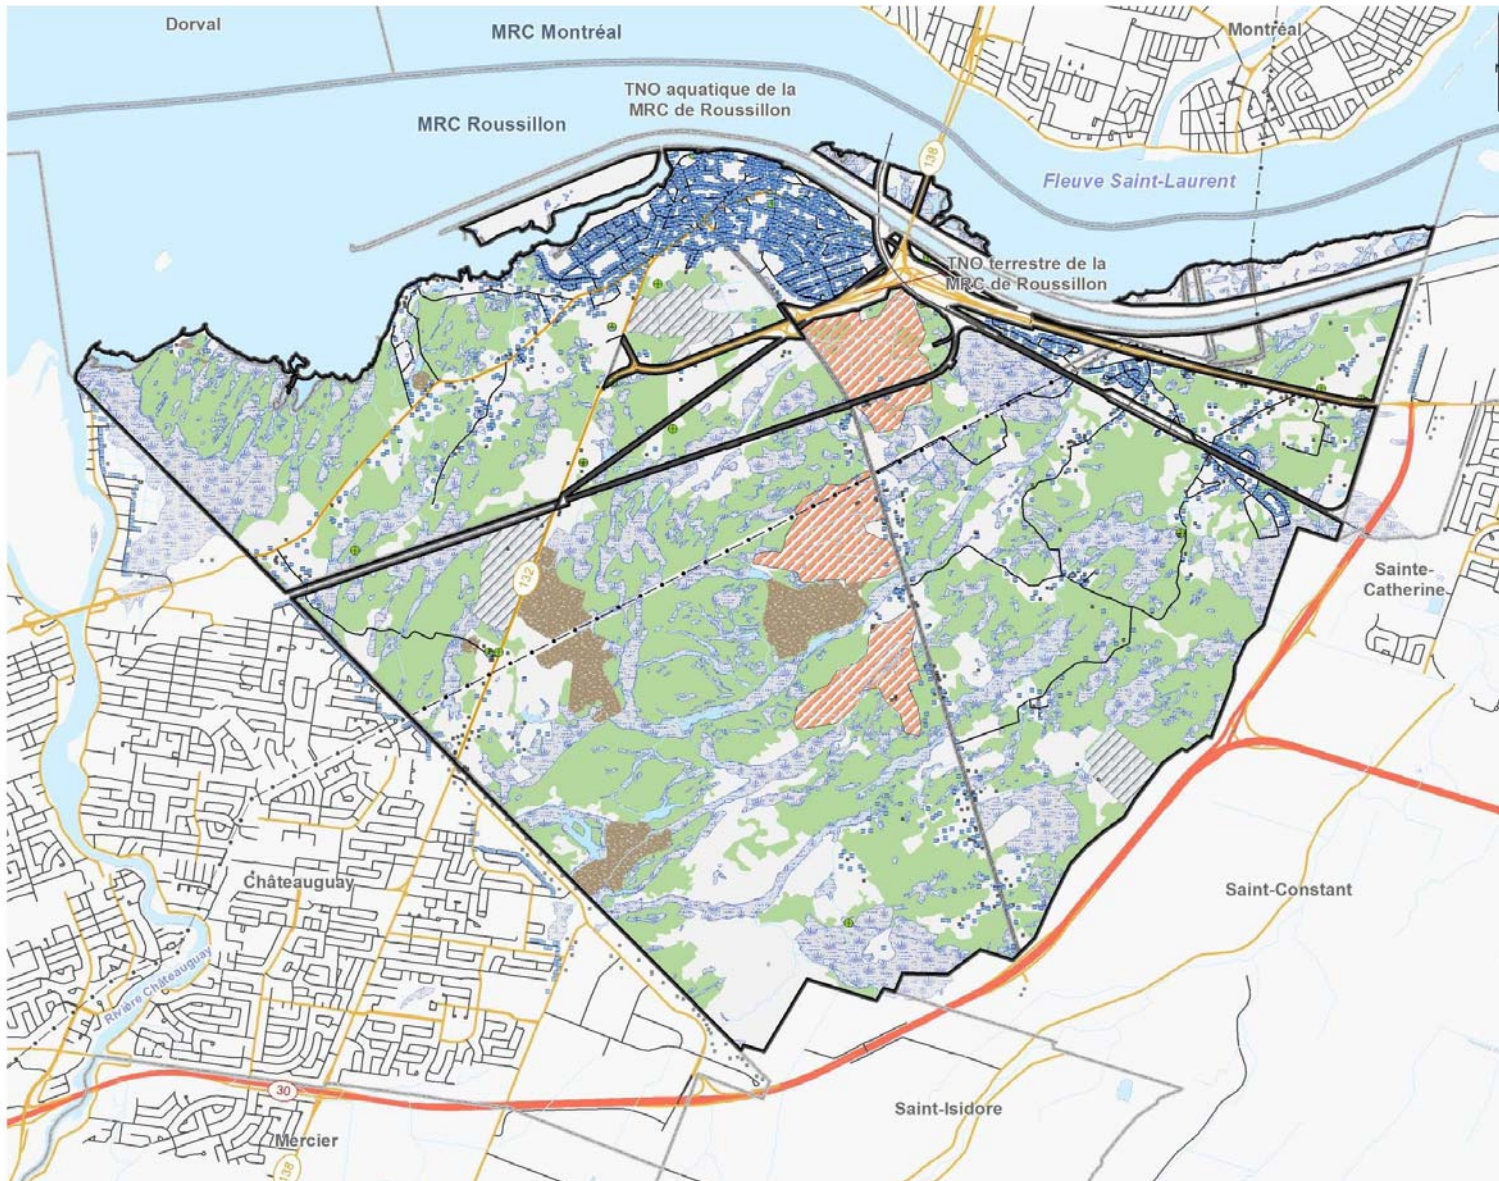 Dorval
MRC Montréal
Montréal
TNO aquatique de la
MRC de Roussillon
MRC Roussillon
138
Fleuve Saint-Laurent
TNO terrestre de la
MRC de Roussillon
132
Sainte-
Catherine
Châteauguay
Saint-Constant
Rivière Châteauguay
30
Saint-Isidore
Mercier
138